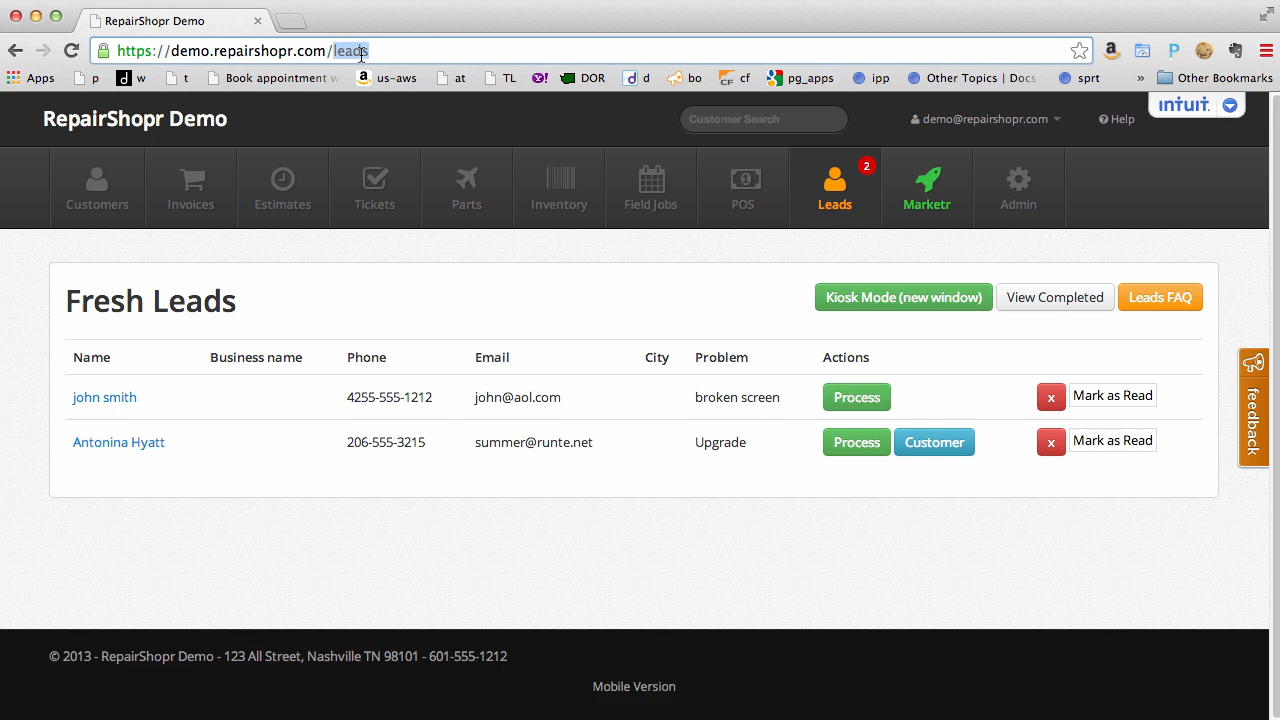 RepairShopr Demo
https://demo.repairshopr.com/leads
Apps p w t Book appointment w us-aws at TL DOR d bo cf pg_apps ipp Other Topics | Docs sprt » Other Bookmarks
RepairShopr Demo Customer Search demo@repairshopr.com Help intuit.
2
Customers Invoices Estimates Tickets Parts Inventory Field Jobs POS Leads Marketr Admin
Fresh Leads Kiosk Mode (new window) View Completed Leads FAQ
Name Business name Phone Email City Problem Actions
john smith 4255-555-1212 john@aol.com broken screen Process x Mark as Read
Antonina Hyatt 206-555-3215 summer@runte.net Upgrade Process Customer x Mark as Read
feedback
© 2013 - RepairShopr Demo - 123 All Street, Nashville TN 98101 - 601-555-1212
Mobile Version